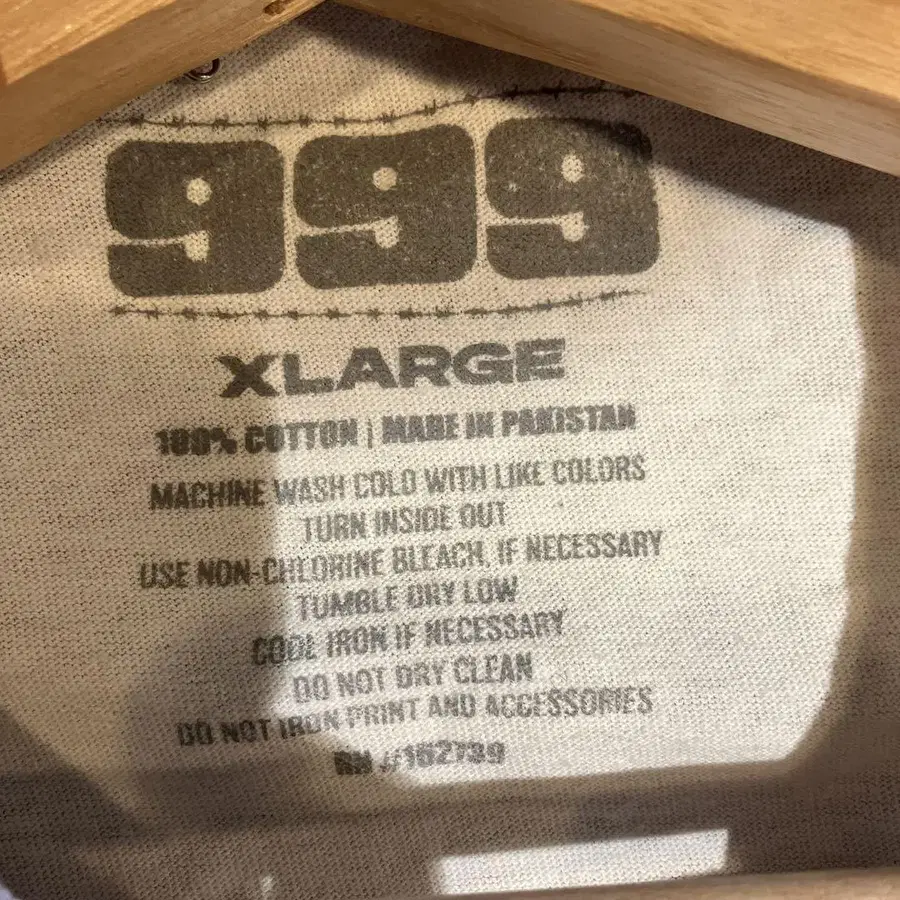 999
XLARGE
100% COTTON | MADE IN PAKISTAN
MACHINE WASH COLD WITH LIKE COLORS
TURN INSIDE OUT
USE NON-CHLORINE BLEACH, IF NECESSARY
TUMBLE DRY LOW
COOL IRON IF NECESSARY
DO NOT DRY CLEAN
DO NOT IRON PRINT AND ACCESSORIES
RN #162739